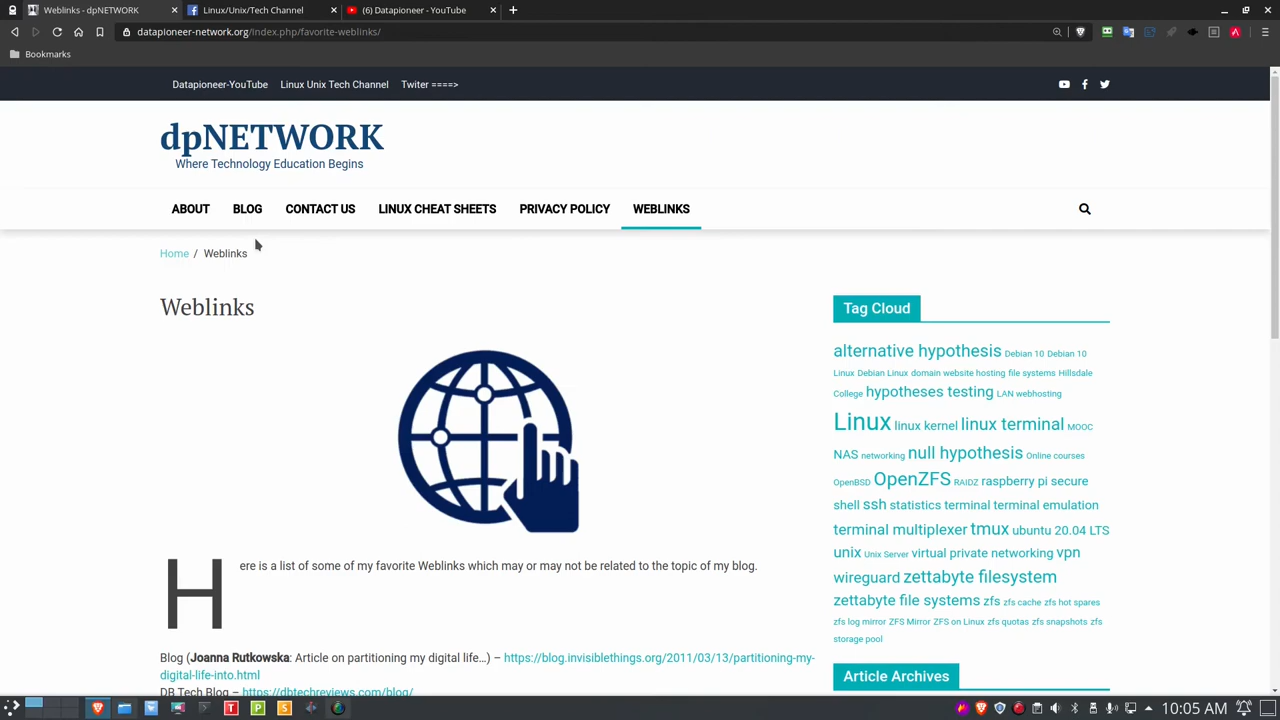 Weblinks - dpNETWORK
Linux/Unix Tech Channel
(6) Datapioneer - YouTube
datapioneer-network.org/index.php/favorite-weblinks/
Bookmarks
Datapioneer-YouTube Linux Unix Tech Channel Twiter ====>
dpNETWORK
Where Technology Education Begins
ABOUT BLOG CONTACT US LINUX CHEAT SHEETS PRIVACY POLICY WEBLINKS
Home / Weblinks
Weblinks
Here is a list of some of my favorite Weblinks which may or may not be related to the topic of my blog.
Blog (Joanna Rutkowska: Article on partitioning my digital life…) – https://blog.invisiblethings.org/2011/03/13/partitioning-my-
digital-life-into.html
DB Tech Blog – https://dbtechreviews.com/blog/
Tag Cloud
alternative hypothesis Debian 10 Debian 10
Linux Debian Linux domain website hosting file systems Hillsdale
College hypotheses testing LAN webhosting
Linux linux kernel linux terminal MOOC
NAS networking null hypothesis Online courses
OpenBSD OpenZFS RAIDZ raspberry pi secure
shell ssh statistics terminal terminal emulation
terminal multiplexer tmux ubuntu 20.04 LTS
unix Unix Server virtual private networking vpn
wireguard zettabyte filesystem
zettabyte file systems zfs zfs cache zfs hot spares
zfs log mirror ZFS Mirror ZFS on Linux zfs quotas zfs snapshots zfs
storage pool
Article Archives
10:05 AM